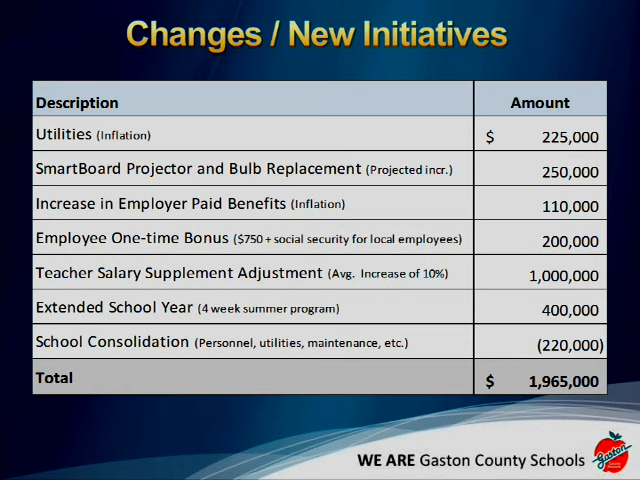 Changes / New Initiatives
Description Amount
Utilities (Inflation) $ 225,000
SmartBoard Projector and Bulb Replacement (Projected incr.) 250,000
Increase in Employer Paid Benefits (Inflation) 110,000
Employee One-time Bonus ($750 + social security for local employees) 200,000
Teacher Salary Supplement Adjustment (Avg. Increase of 10%) 1,000,000
Extended School Year (4 week summer program) 400,000
School Consolidation (Personnel, utilities, maintenance, etc.) (220,000)
Total $ 1,965,000
WE ARE Gaston County Schools
Gaston